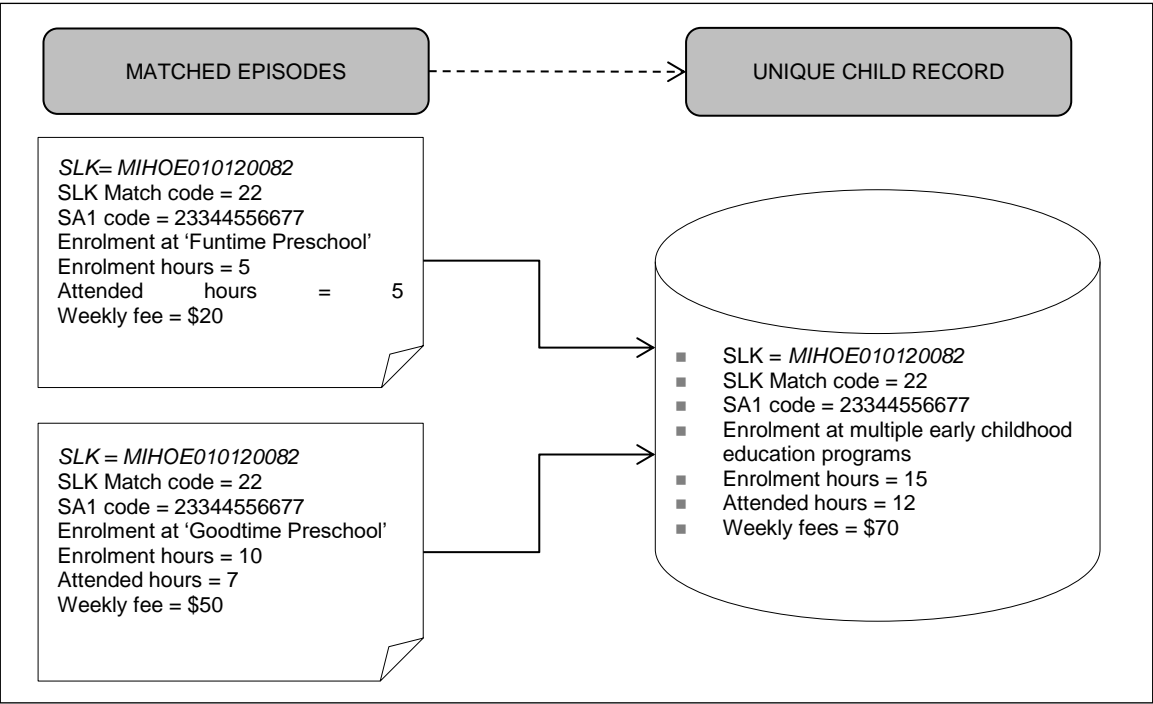 MATCHED EPISODES
UNIQUE CHILD RECORD
SLK= MIHOE010120082
SLK Match code = 22
SA1 code = 23344556677
Enrolment at ‘Funtime Preschool’
Enrolment hours = 5
Attended hours = 5
Weekly fee = $20
SLK = MIHOE010120082
SLK Match code = 22
SA1 code = 23344556677
Enrolment at ‘Goodtime Preschool’
Enrolment hours = 10
Attended hours = 7
Weekly fee = $50
▪ SLK = MIHOE010120082
▪ SLK Match code = 22
▪ SA1 code = 23344556677
▪ Enrolment at multiple early childhood
education programs
▪ Enrolment hours = 15
▪ Attended hours = 12
▪ Weekly fees = $70